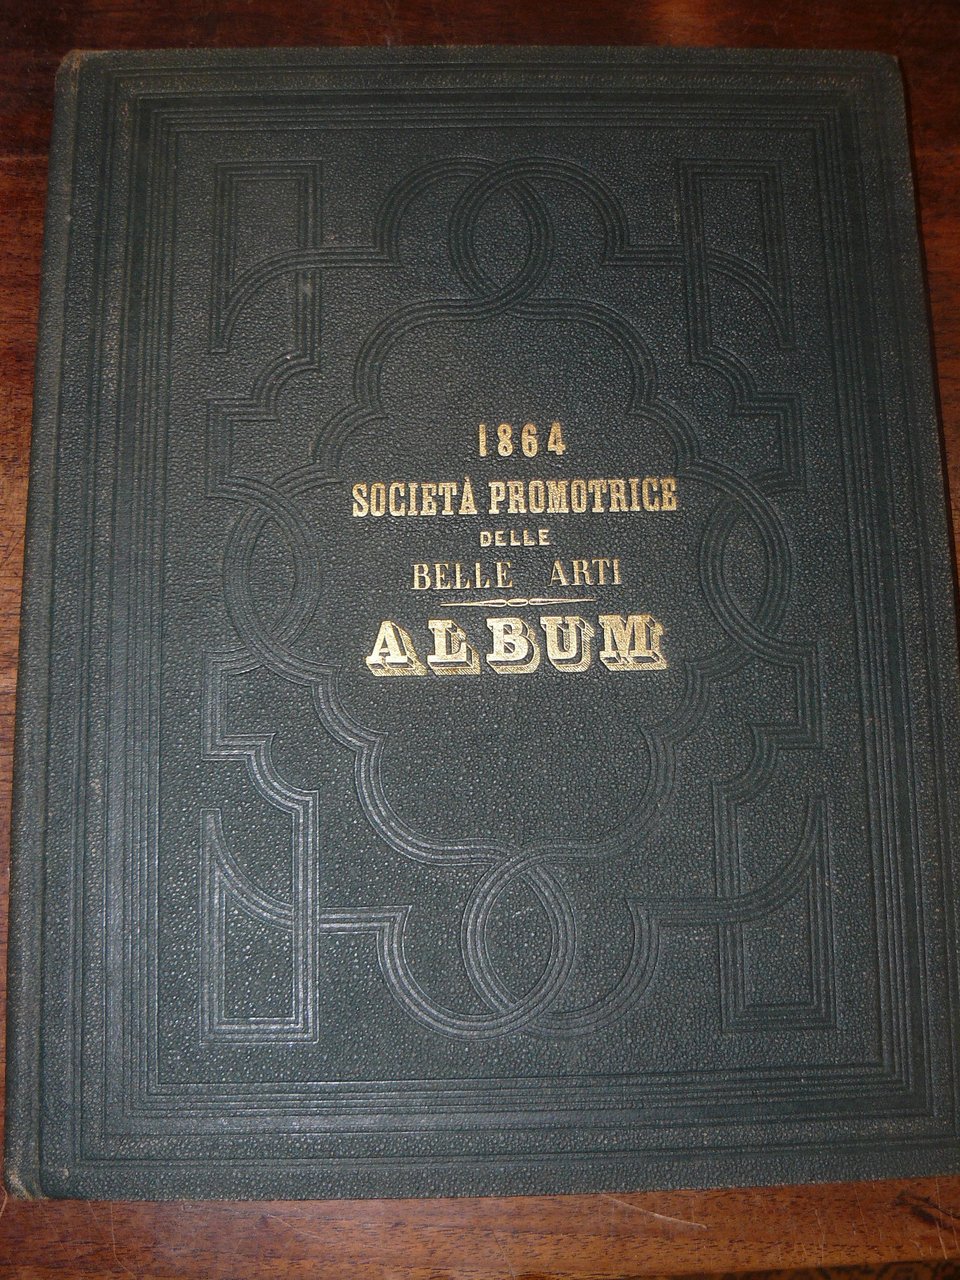 1864
SOCIETÀ PROMOTRICE
DELLE
BELLE ARTI
ALBUM